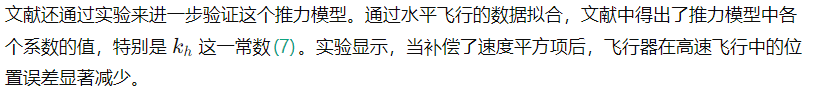 文献还通过实验来进一步验证这个推力模型。通过水平飞行的数据拟合，文献中得出了推力模型中各
个系数的值，特别是 k_h 这一常数(7)。实验显示，当补偿了速度平方项后，飞行器在高速飞行中的位
置误差显著减少。